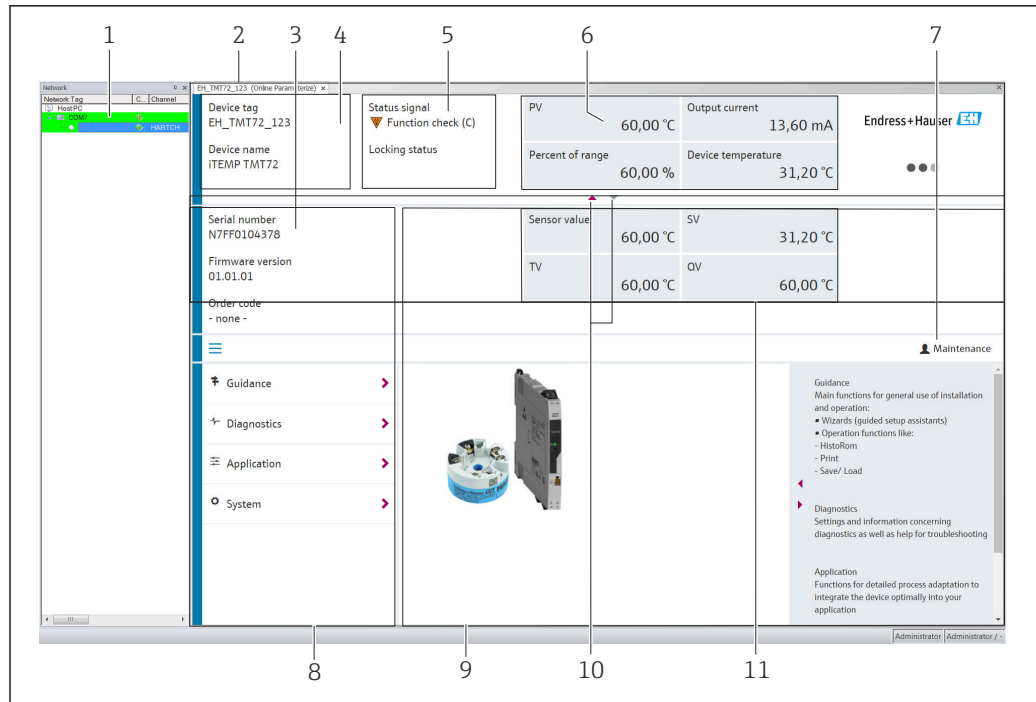 1 2 3 4 5 6 7
Network
Network Tag C... Channel
Host PC
COM7
HARTCH
EH_TMT72_123 (Online Parameterize)
Device tag
EH_TMT72_123
Device name
iTEMP TMT72
Status signal
Function check (C)
Locking status
PV
60,00 °C
Output current
13,60 mA
Percent of range
60,00 %
Device temperature
31,20 °C
Endress+Hauser EH
Serial number
N7FF0104378
Firmware version
01.01.01
Order code
- none -
Sensor value
60,00 °C
SV
31,20 °C
TV
60,00 °C
QV
60,00 °C
Maintenance
Guidance
Diagnostics
Application
System
Guidance
Main functions for general use of installation
and operation:
▪ Wizards (guided setup assistants)
▪ Operation functions like:
- HistoRom
- Print
- Save/ Load
Diagnostics
Settings and information concerning
diagnostics as well as help for troubleshooting
Application
Functions for detailed process adaptation to
integrate the device optimally into your
application
Administrator Administrator / -
8 9 10 11